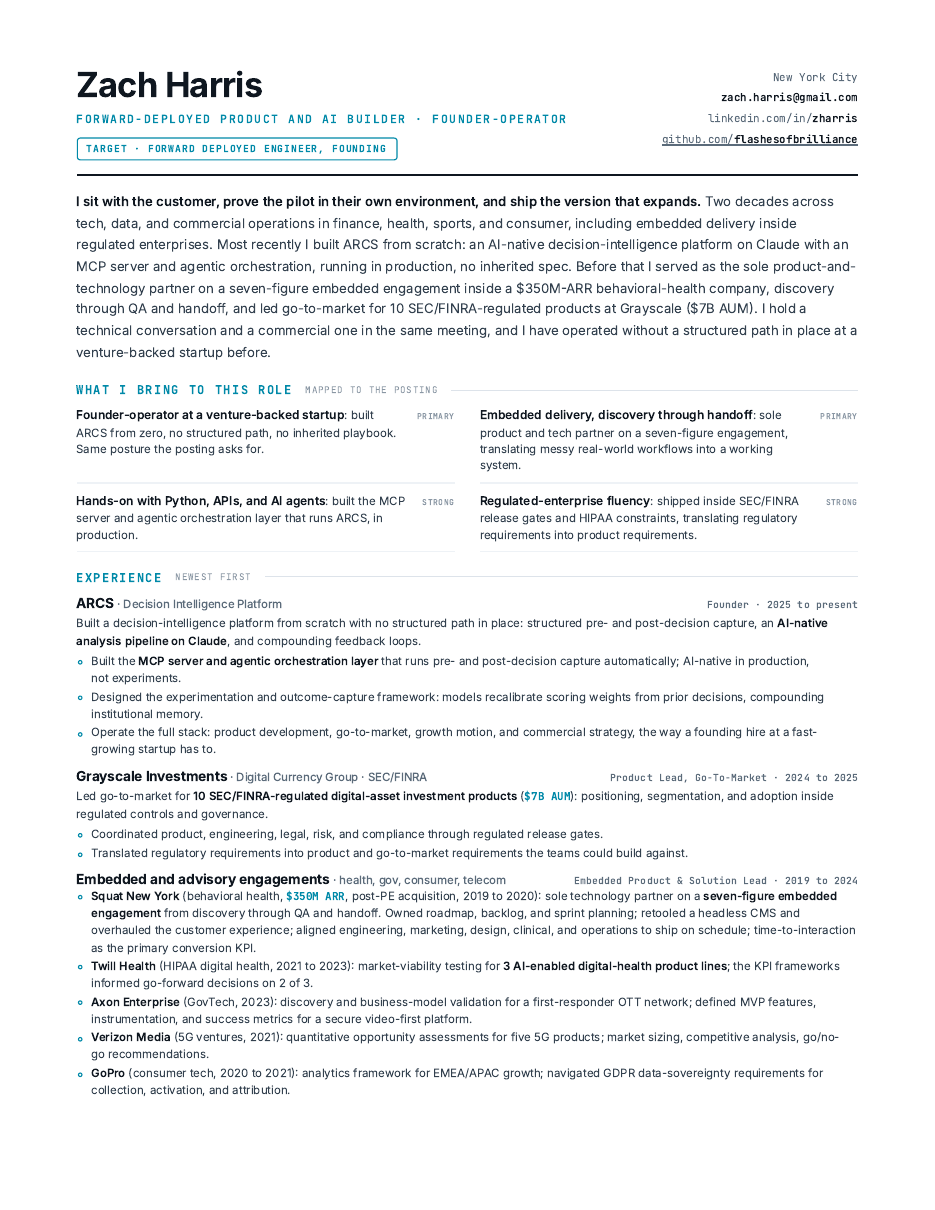 Zach Harris
FORWARD-DEPLOYED PRODUCT AND AI BUILDER · FOUNDER-OPERATOR
TARGET · FORWARD DEPLOYED ENGINEER, FOUNDING
New York City
zach.harris@gmail.com
linkedin.com/in/zharris
github.com/flashesofbrilliance
I sit with the customer, prove the pilot in their own environment, and ship the version that expands. Two decades across
tech, data, and commercial operations in finance, health, sports, and consumer, including embedded delivery inside
regulated enterprises. Most recently I built ARCS from scratch: an AI-native decision-intelligence platform on Claude with an
MCP server and agentic orchestration, running in production, no inherited spec. Before that I served as the sole product-and-
technology partner on a seven-figure embedded engagement inside a $350M-ARR behavioral-health company, discovery
through QA and handoff, and led go-to-market for 10 SEC/FINRA-regulated products at Grayscale ($7B AUM). I hold a
technical conversation and a commercial one in the same meeting, and I have operated without a structured path in place at a
venture-backed startup before.
WHAT I BRING TO THIS ROLE MAPPED TO THE POSTING
Founder-operator at a venture-backed startup: built PRIMARY
ARCS from zero, no structured path, no inherited playbook.
Same posture the posting asks for.
Embedded delivery, discovery through handoff: sole PRIMARY
product and tech partner on a seven-figure engagement,
translating messy real-world workflows into a working
system.
Hands-on with Python, APIs, and AI agents: built the MCP STRONG
server and agentic orchestration layer that runs ARCS, in
production.
Regulated-enterprise fluency: shipped inside SEC/FINRA STRONG
release gates and HIPAA constraints, translating regulatory
requirements into product requirements.
EXPERIENCE NEWEST FIRST
ARCS · Decision Intelligence Platform Founder · 2025 to present
Built a decision-intelligence platform from scratch with no structured path in place: structured pre- and post-decision capture, an AI-native
analysis pipeline on Claude, and compounding feedback loops.
Built the MCP server and agentic orchestration layer that runs pre- and post-decision capture automatically; AI-native in production,
not experiments.
Designed the experimentation and outcome-capture framework: models recalibrate scoring weights from prior decisions, compounding
institutional memory.
Operate the full stack: product development, go-to-market, growth motion, and commercial strategy, the way a founding hire at a fast-
growing startup has to.
Grayscale Investments · Digital Currency Group · SEC/FINRA Product Lead, Go-To-Market · 2024 to 2025
Led go-to-market for 10 SEC/FINRA-regulated digital-asset investment products ($7B AUM): positioning, segmentation, and adoption inside
regulated controls and governance.
Coordinated product, engineering, legal, risk, and compliance through regulated release gates.
Translated regulatory requirements into product and go-to-market requirements the teams could build against.
Embedded and advisory engagements · health, gov, consumer, telecom Embedded Product & Solution Lead · 2019 to 2024
Squat New York (behavioral health, $350M ARR, post-PE acquisition, 2019 to 2020): sole technology partner on a seven-figure embedded
engagement from discovery through QA and handoff. Owned roadmap, backlog, and sprint planning; retooled a headless CMS and
overhauled the customer experience; aligned engineering, marketing, design, clinical, and operations to ship on schedule; time-to-interaction
as the primary conversion KPI.
Twill Health (HIPAA digital health, 2021 to 2023): market-viability testing for 3 AI-enabled digital-health product lines; the KPI frameworks
informed go-forward decisions on 2 of 3.
Axon Enterprise (GovTech, 2023): discovery and business-model validation for a first-responder OTT network; defined MVP features,
instrumentation, and success metrics for a secure video-first platform.
Verizon Media (5G ventures, 2021): quantitative opportunity assessments for five 5G products; market sizing, competitive analysis, go/no-
go recommendations.
GoPro (consumer tech, 2020 to 2021): analytics framework for EMEA/APAC growth; navigated GDPR data-sovereignty requirements for
collection, activation, and attribution.